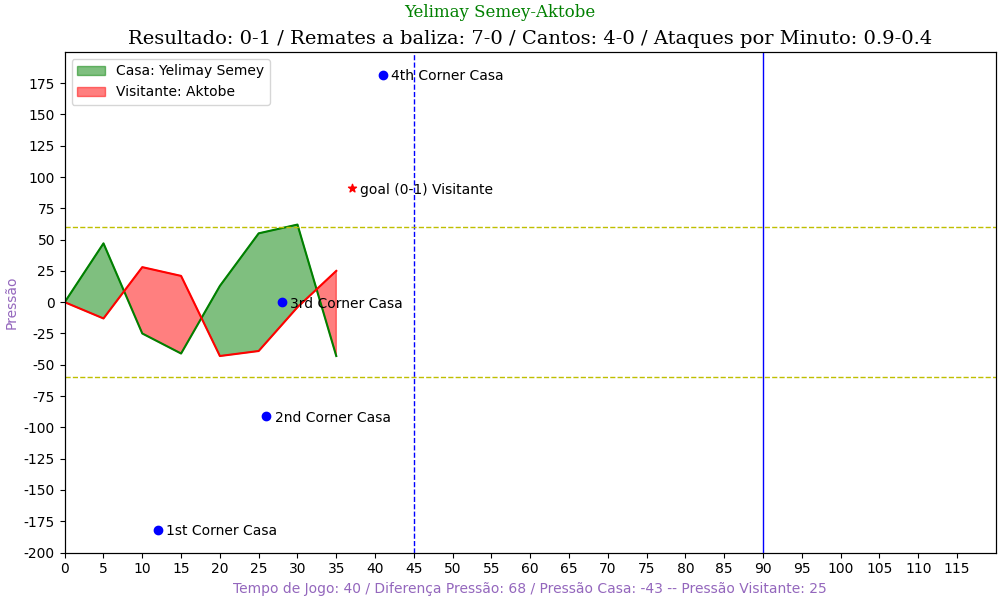 Yelimay Semey-Aktobe
Resultado: 0-1 / Remates a baliza: 7-0 / Cantos: 4-0 / Ataques por Minuto: 0.9-0.4
Casa: Yelimay Semey
Visitante: Aktobe
4th Corner Casa
goal (0-1) Visitante
3rd Corner Casa
2nd Corner Casa
1st Corner Casa
Pressão
175
150
125
100
75
50
25
0
-25
-50
-75
-100
-125
-150
-175
-200
0 5 10 15 20 25 30 35 40 45 50 55 60 65 70 75 80 85 90 95 100 105 110 115
Tempo de Jogo: 40 / Diferença Pressão: 68 / Pressão Casa: -43 -- Pressão Visitante: 25